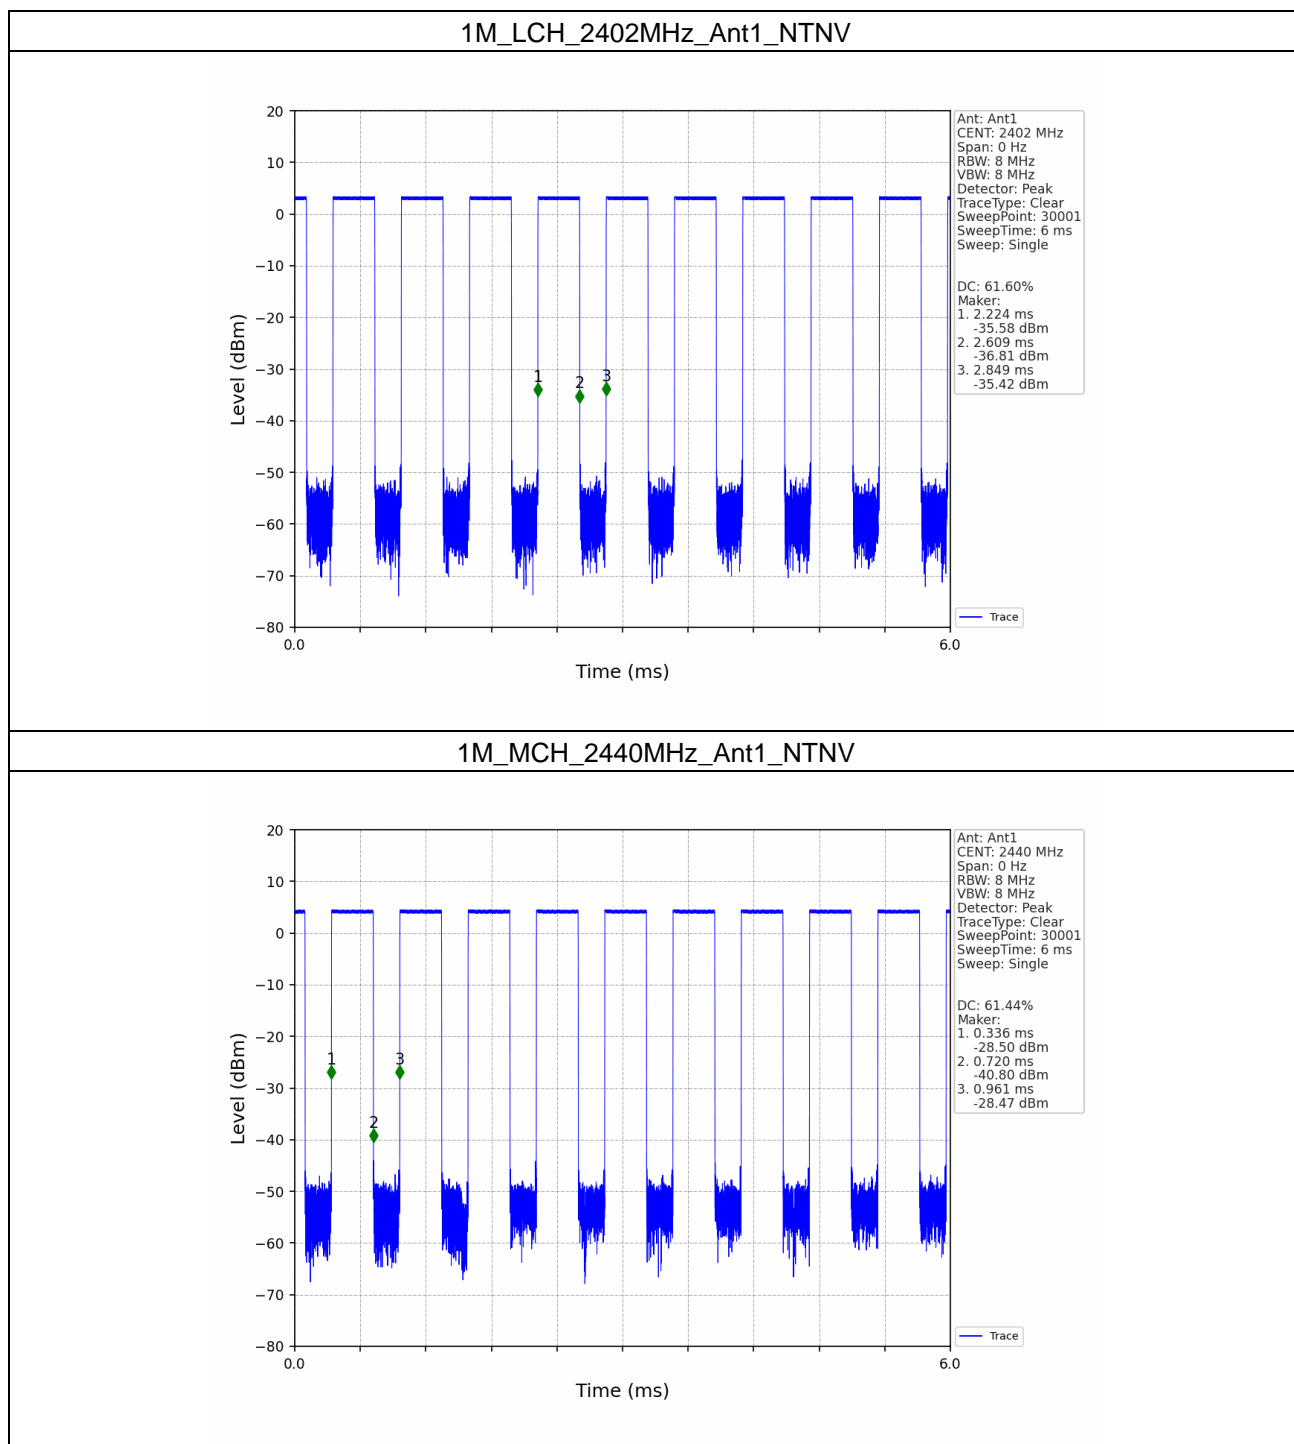 1M_LCH_2402MHz_Ant1_NTNV
20
10
0
−10
−20
−30
−40
−50
−60
−70
−80
Level (dBm)
1
2
3
0.0
6.0
Time (ms)
Ant: Ant1
CENT: 2402 MHz
Span: 0 Hz
RBW: 8 MHz
VBW: 8 MHz
Detector: Peak
TraceType: Clear
SweepPoint: 30001
SweepTime: 6 ms
Sweep: Single
DC: 61.60%
Maker:
1. 2.224 ms
-35.58 dBm
2. 2.609 ms
-36.81 dBm
3. 2.849 ms
-35.42 dBm
Trace
1M_MCH_2440MHz_Ant1_NTNV
20
10
0
−10
−20
−30
−40
−50
−60
−70
−80
Level (dBm)
1
2
3
0.0
6.0
Time (ms)
Ant: Ant1
CENT: 2440 MHz
Span: 0 Hz
RBW: 8 MHz
VBW: 8 MHz
Detector: Peak
TraceType: Clear
SweepPoint: 30001
SweepTime: 6 ms
Sweep: Single
DC: 61.44%
Maker:
1. 0.336 ms
-28.50 dBm
2. 0.720 ms
-40.80 dBm
3. 0.961 ms
-28.47 dBm
Trace